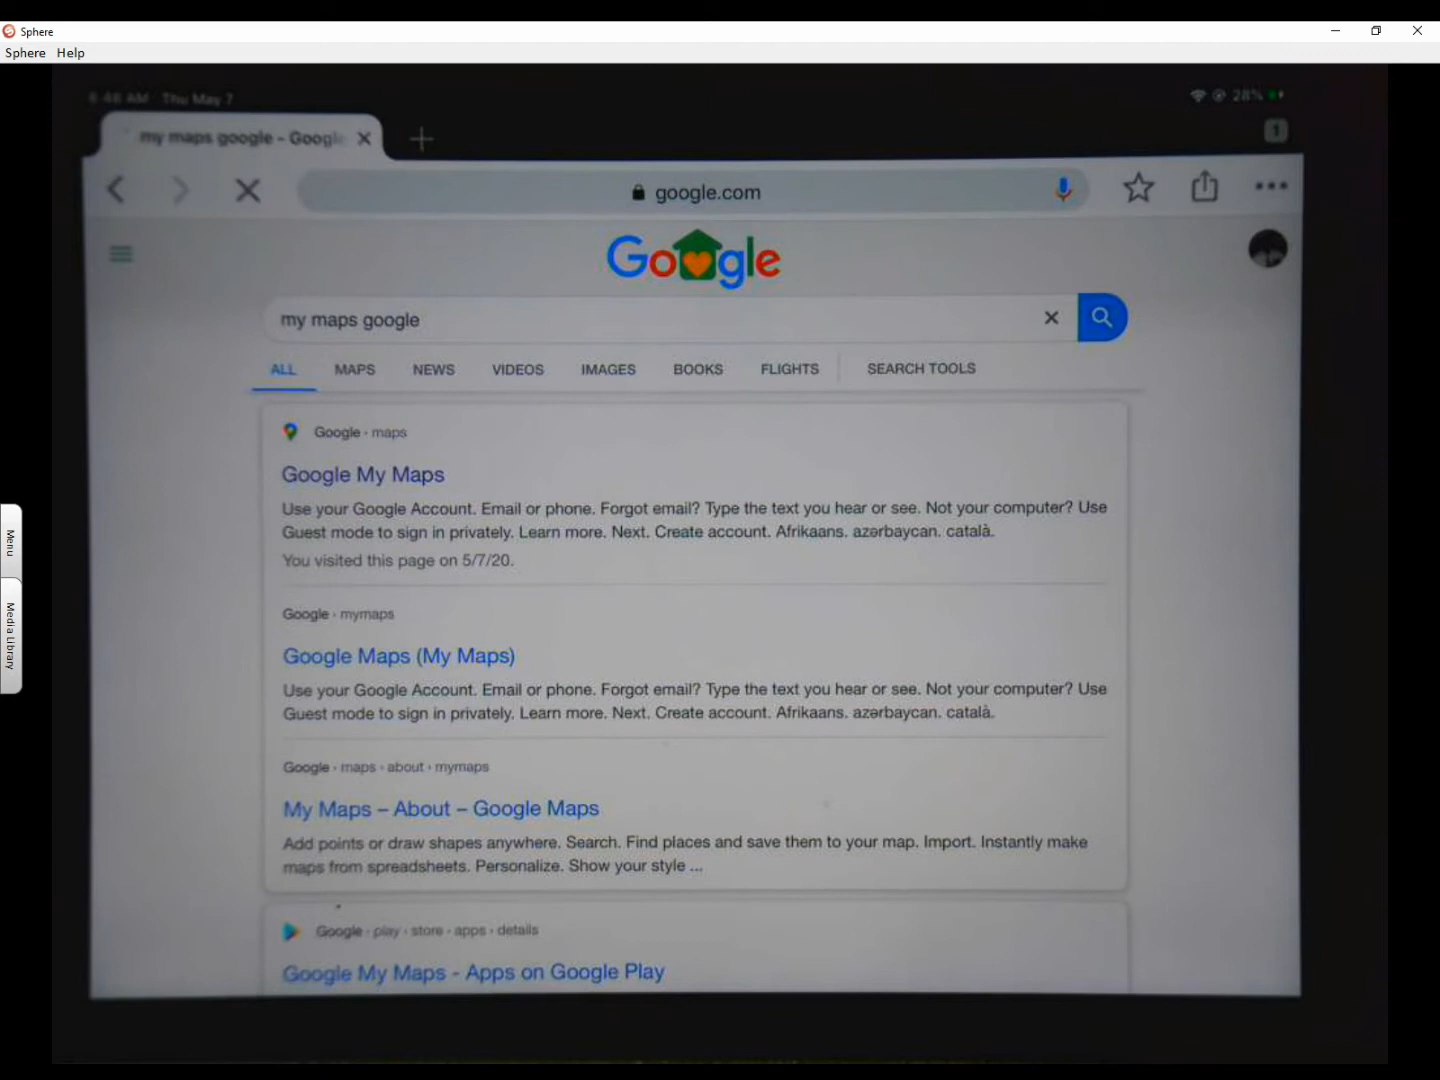 Sphere
Sphere Help
6:46 AM Thu May 7
28%
my maps google - Google
1
google.com
Google
my maps google
ALL MAPS NEWS VIDEOS IMAGES BOOKS FLIGHTS SEARCH TOOLS
Google › maps
Google My Maps
Use your Google Account. Email or phone. Forgot email? Type the text you hear or see. Not your computer? Use
Guest mode to sign in privately. Learn more. Next. Create account. Afrikaans. azərbaycan. català.
You visited this page on 5/7/20.
Google › mymaps
Google Maps (My Maps)
Use your Google Account. Email or phone. Forgot email? Type the text you hear or see. Not your computer? Use
Guest mode to sign in privately. Learn more. Next. Create account. Afrikaans. azərbaycan. català.
Google › maps › about › mymaps
My Maps – About – Google Maps
Add points or draw shapes anywhere. Search. Find places and save them to your map. Import. Instantly make
maps from spreadsheets. Personalize. Show your style ...
Google › play › store › apps › details
Google My Maps - Apps on Google Play
Menu
Media Library